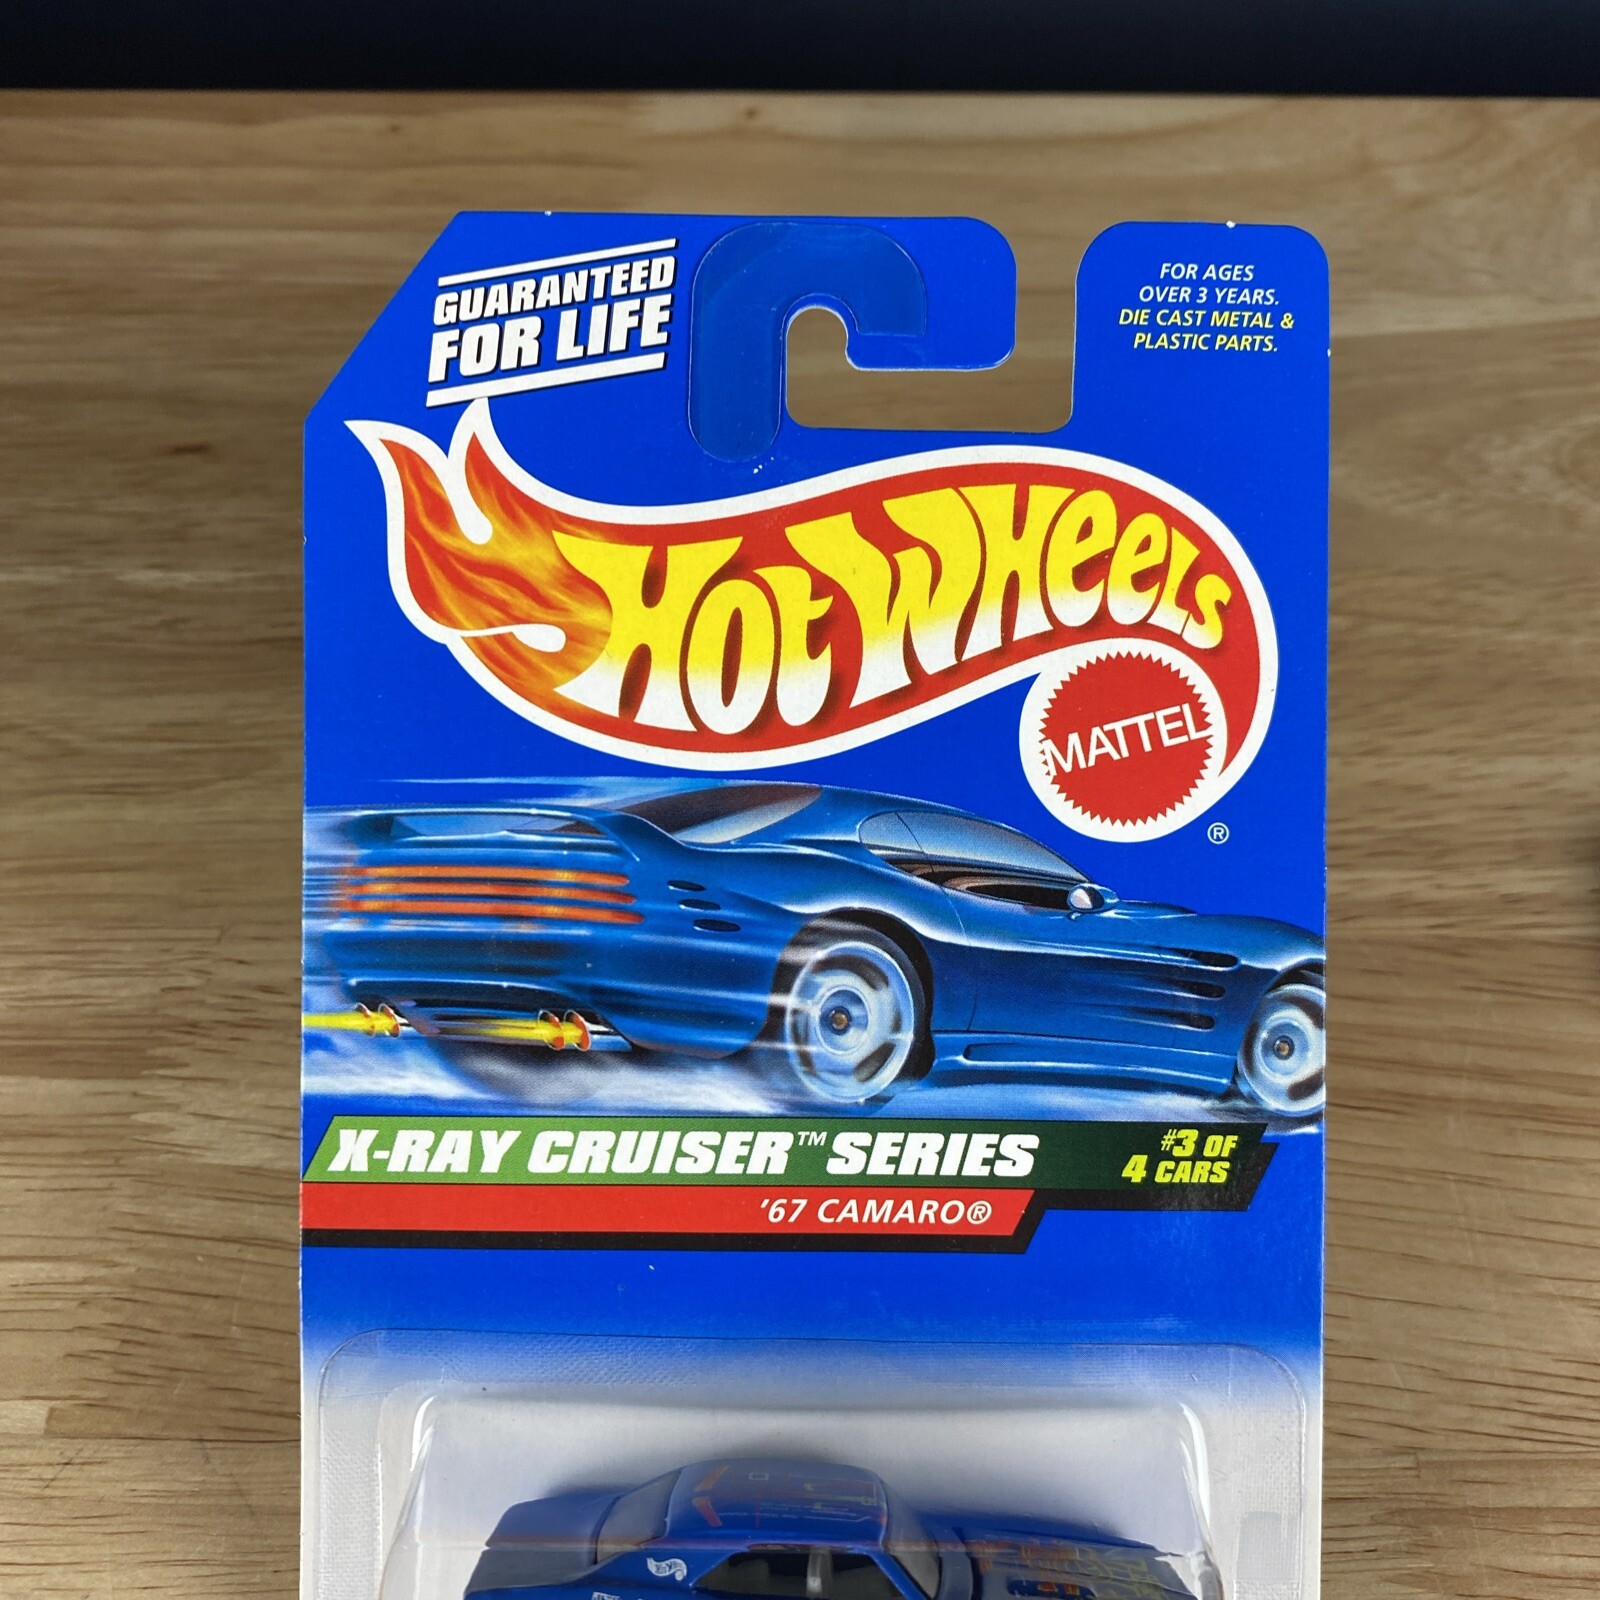 GUARANTEED
FOR LIFE
FOR AGES
OVER 3 YEARS.
DIE CAST METAL &
PLASTIC PARTS.
HOT WHEELS
MATTEL
®
X-RAY CRUISER™ SERIES
#3 OF
4 CARS
'67 CAMARO®